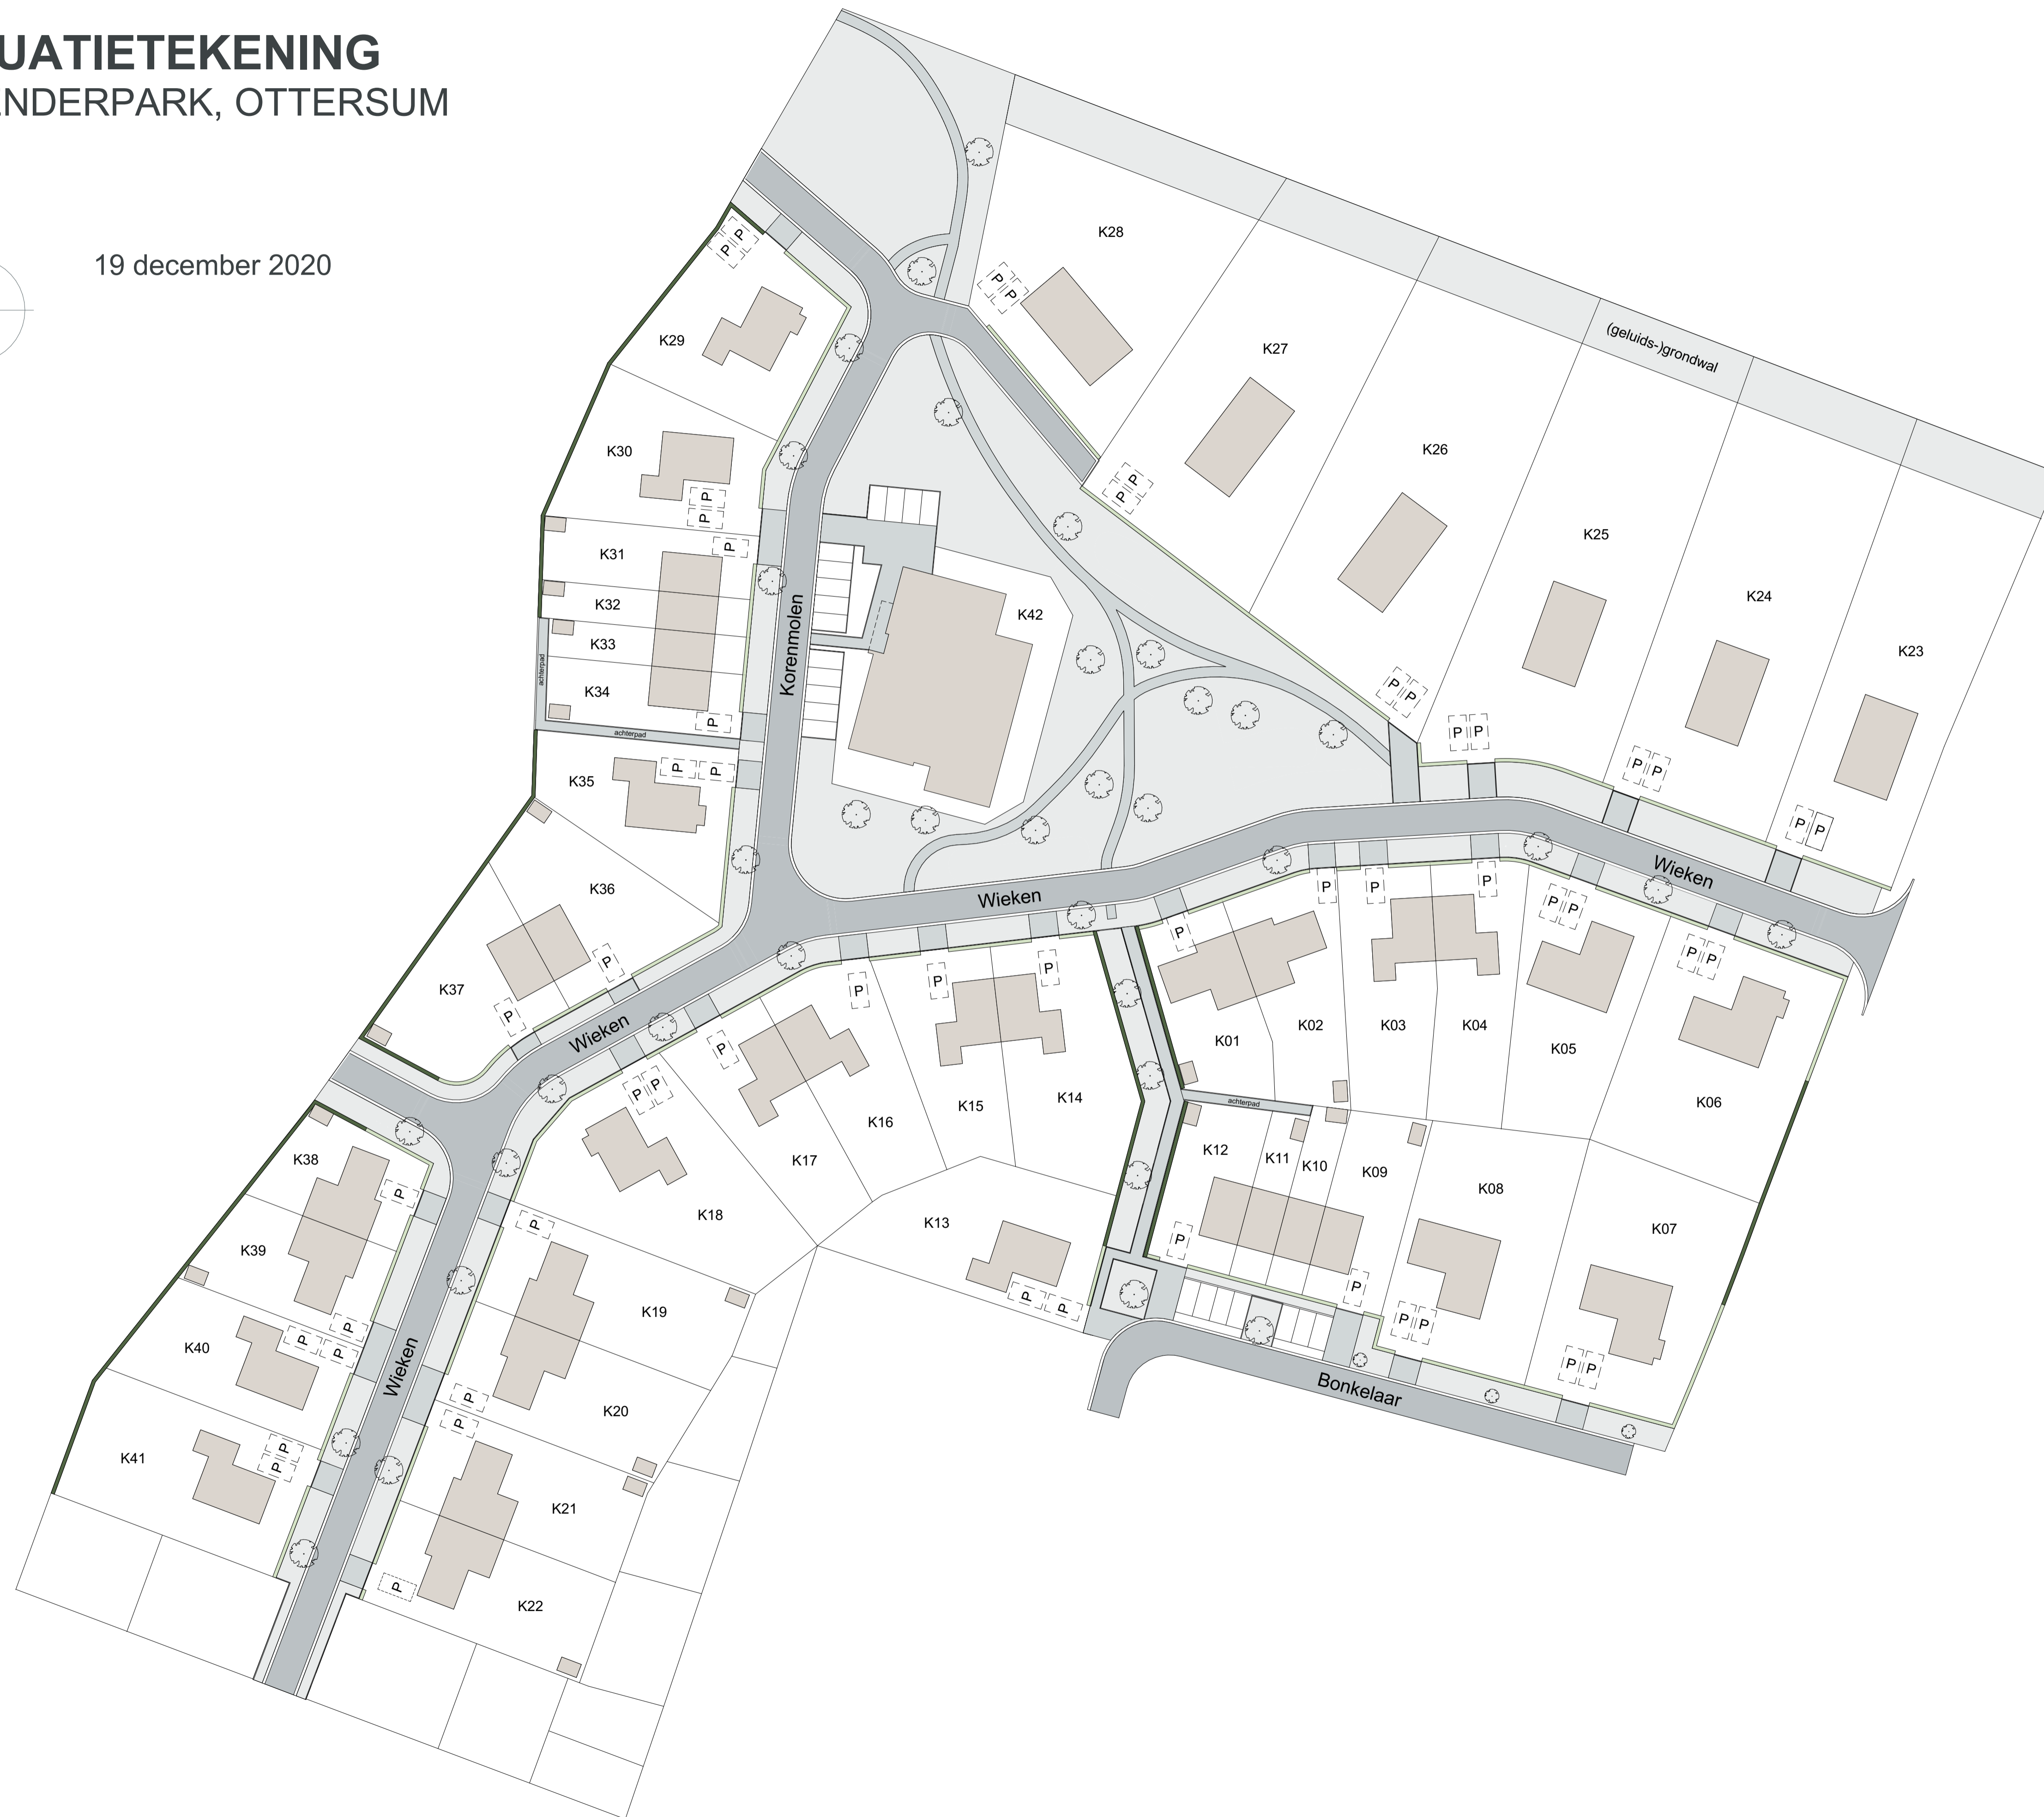 UATIETEKENING
ENDERPARK, OTTERSUM
19 december 2020
(geluids-)grondwal
K28
K27
K26
K25
K24
K23
K29
K30
K31
K32
K33
K34
achterpad
achterpad
K35
K36
K37
K42
Korenmolen
Wieken
Wieken
Wieken
Wieken
K01
K02
K03
K04
K05
K06
K07
K08
K09
K10
K11
K12
achterpad
K13
K14
K15
K16
K17
K18
K19
K20
K21
K22
K38
K39
K40
K41
Bonkelaar
P P
P P
P P
P P
P P
P P
P P
P P
P
P
P P
P
P
P
P
P
P
P
P
P
P P
P P
P
P
P
P P
P P
P P
P P
P P
P
P
P
P P
P P
P
P
P
P